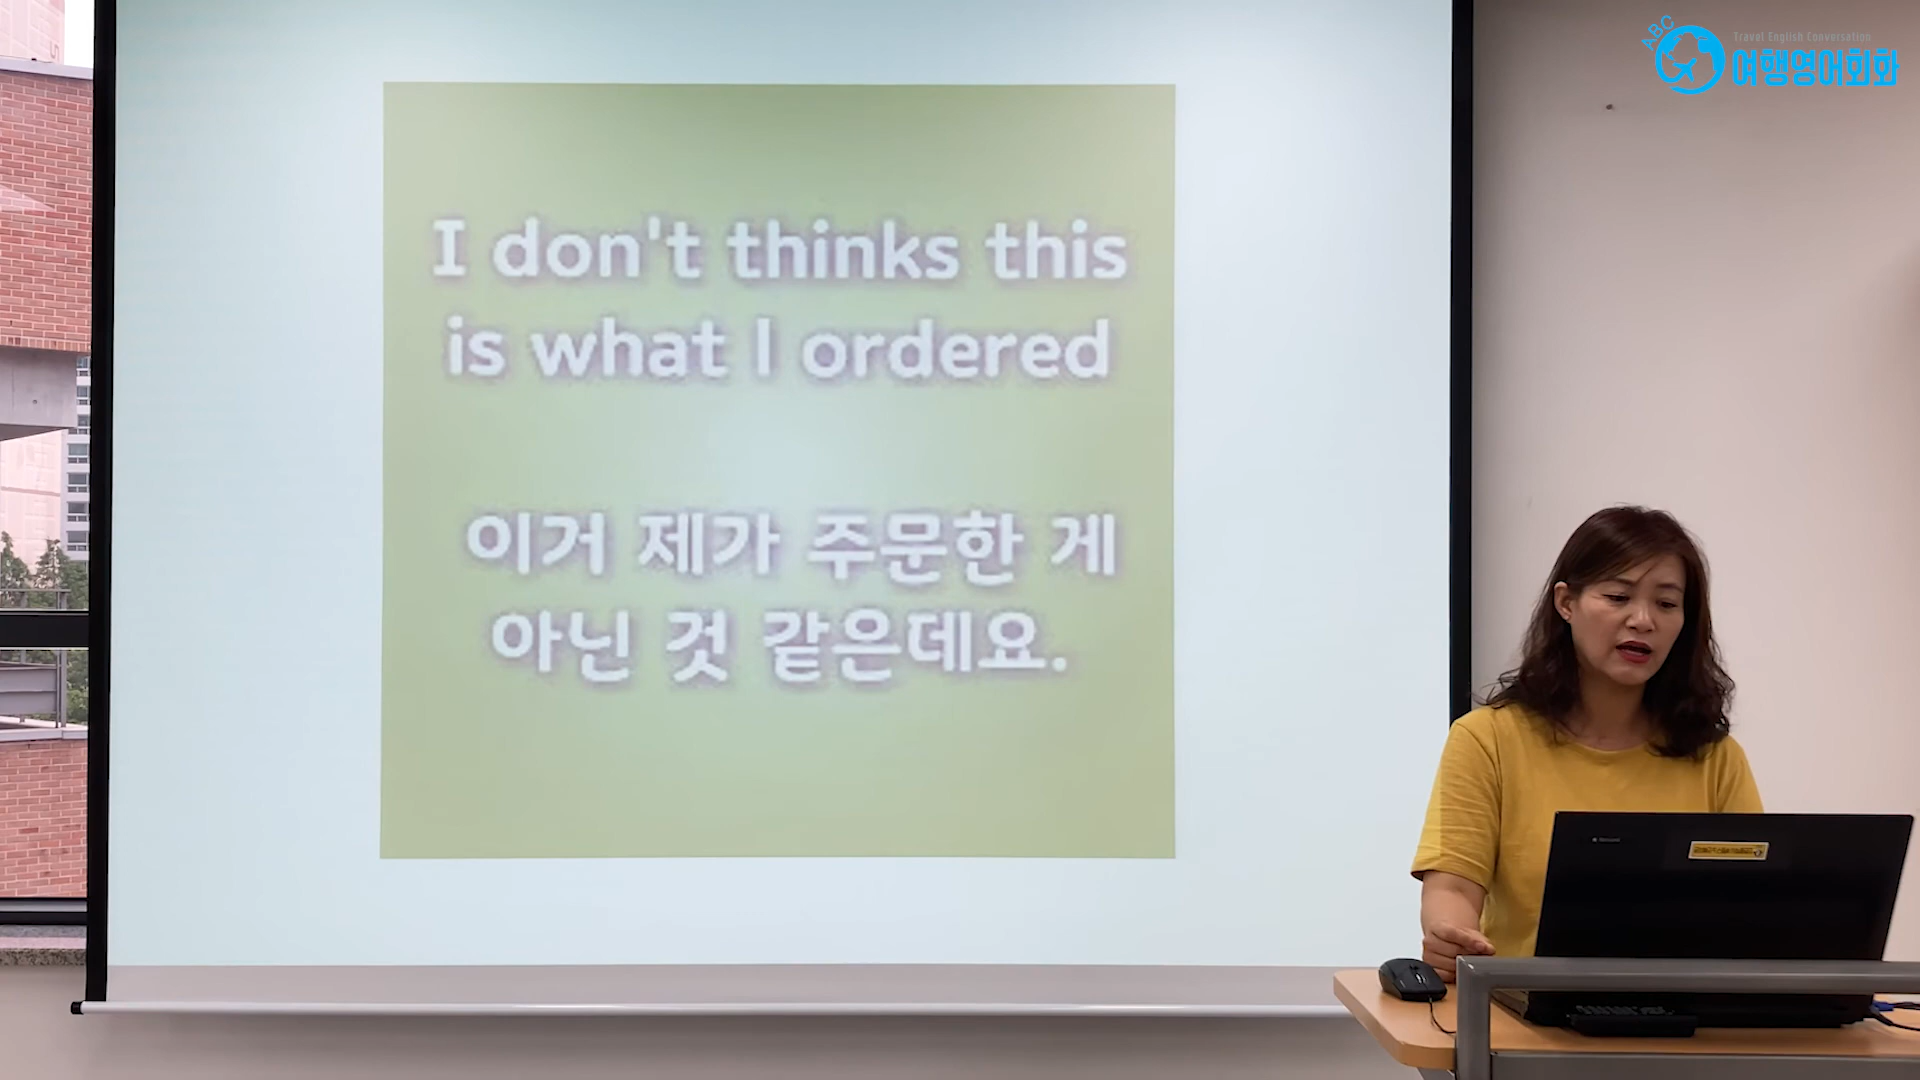 ABC
Travel English Conversation
여행영어회화
I don't thinks this
is what I ordered
이거 제가 주문한 게
아닌 것 같은데요.